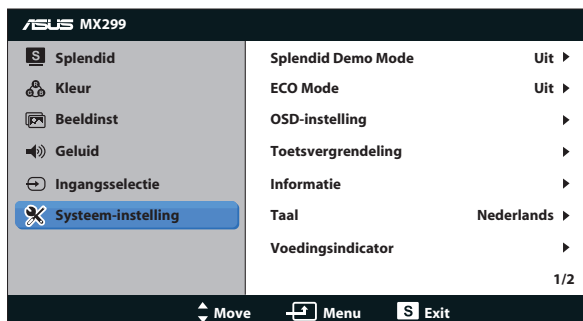 ASUS MX299
S Splendid
Kleur
Beeldinst
Geluid
Ingangsselectie
Systeem-instelling
Splendid Demo Mode Uit
ECO Mode Uit
OSD-instelling
Toetsvergrendeling
Informatie
Taal Nederlands
Voedingsindicator
1/2
Move Menu S Exit